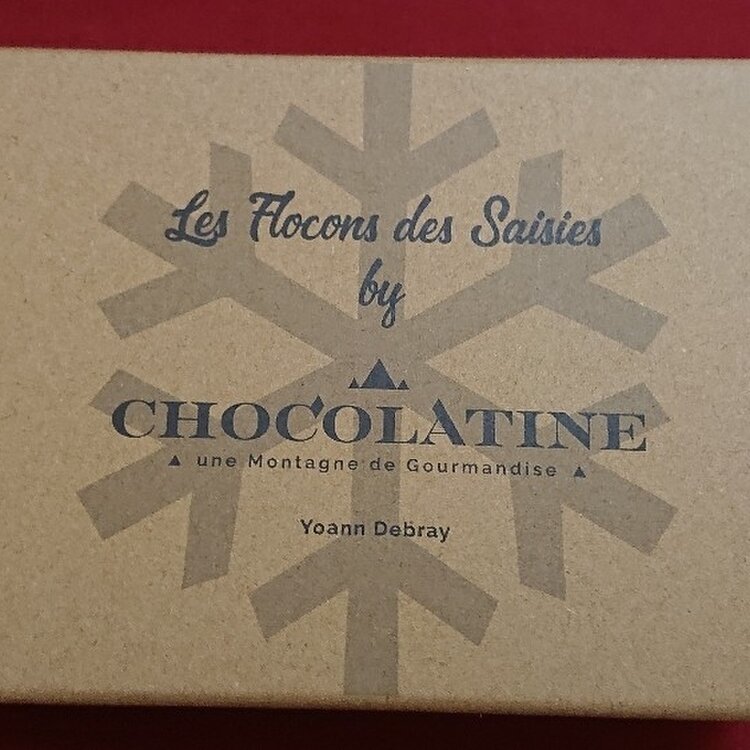 Les Flocons des Saisies
by
CHOCOLATINE
une Montagne de Gourmandise
Yoann Debray